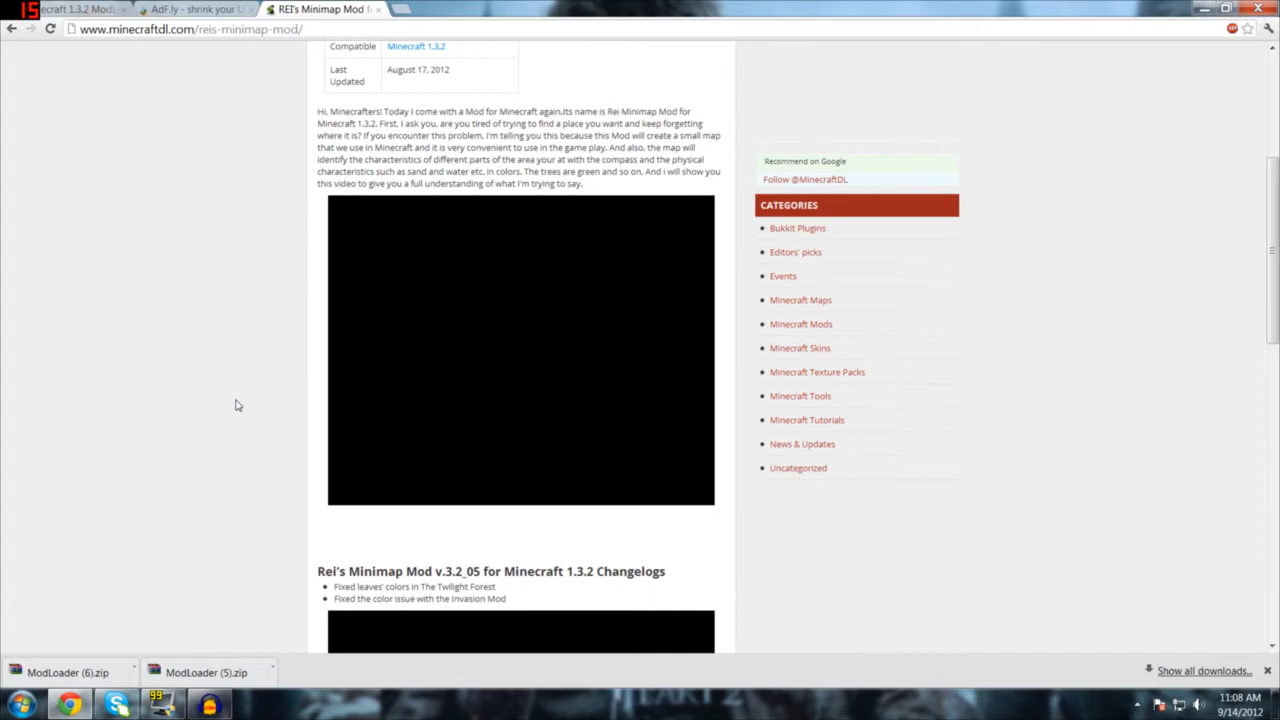 15
ecraft 1.3.2 ModL
AdF.ly - shrink your U
REI's Minimap Mod fo
www.minecraftdl.com/reis-minimap-mod/
Compatible Minecraft 1.3.2
Last Updated August 17, 2012
Hi, Minecrafters! Today I come with a Mod for Minecraft again.Its name is Rei Minimap Mod for
Minecraft 1.3.2. First, I ask you, are you tired of trying to find a place you want and keep forgetting
where it is? If you encounter this problem, I'm telling you this because this Mod will create a small map
that we use in Minecraft and it is very convenient to use in the game play. And also, the map will
identify the characteristics of different parts of the area your at with the compass and the physical
characteristics such as sand and water etc. in colors. The trees are green and so on. And i will show you
this video to give you a full understanding of what I'm trying to say.
Recommend on Google
Follow @MinecraftDL
CATEGORIES
Bukkit Plugins
Editors' picks
Events
Minecraft Maps
Minecraft Mods
Minecraft Skins
Minecraft Texture Packs
Minecraft Tools
Minecraft Tutorials
News & Updates
Uncategorized
Rei's Minimap Mod v.3.2_05 for Minecraft 1.3.2 Changelogs
Fixed leaves' colors in The Twilight Forest
Fixed the color issue with the Invasion Mod
ModLoader (6).zip
ModLoader (5).zip
Show all downloads...
99
11:08 AM
9/14/2012